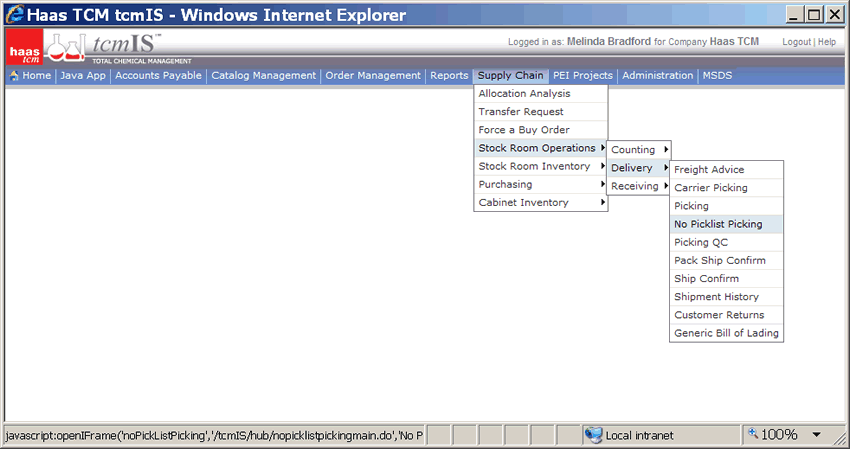 Haas TCM tcmIS - Windows Internet Explorer
haas tcm
tcmIS™
TOTAL CHEMICAL MANAGEMENT
Logged in as: Melinda Bradford for Company Haas TCM
Logout | Help
Home | Java App | Accounts Payable | Catalog Management | Order Management | Reports | Supply Chain | PEI Projects | Administration | MSDS
Allocation Analysis
Transfer Request
Force a Buy Order
Stock Room Operations
Stock Room Inventory
Purchasing
Cabinet Inventory
Counting
Delivery
Receiving
Freight Advice
Carrier Picking
Picking
No Picklist Picking
Picking QC
Pack Ship Confirm
Ship Confirm
Shipment History
Customer Returns
Generic Bill of Lading
javascript:openIFrame('noPickListPicking','/tcmIS/hub/nopicklistpickingmain.do','No P
Local intranet
100%